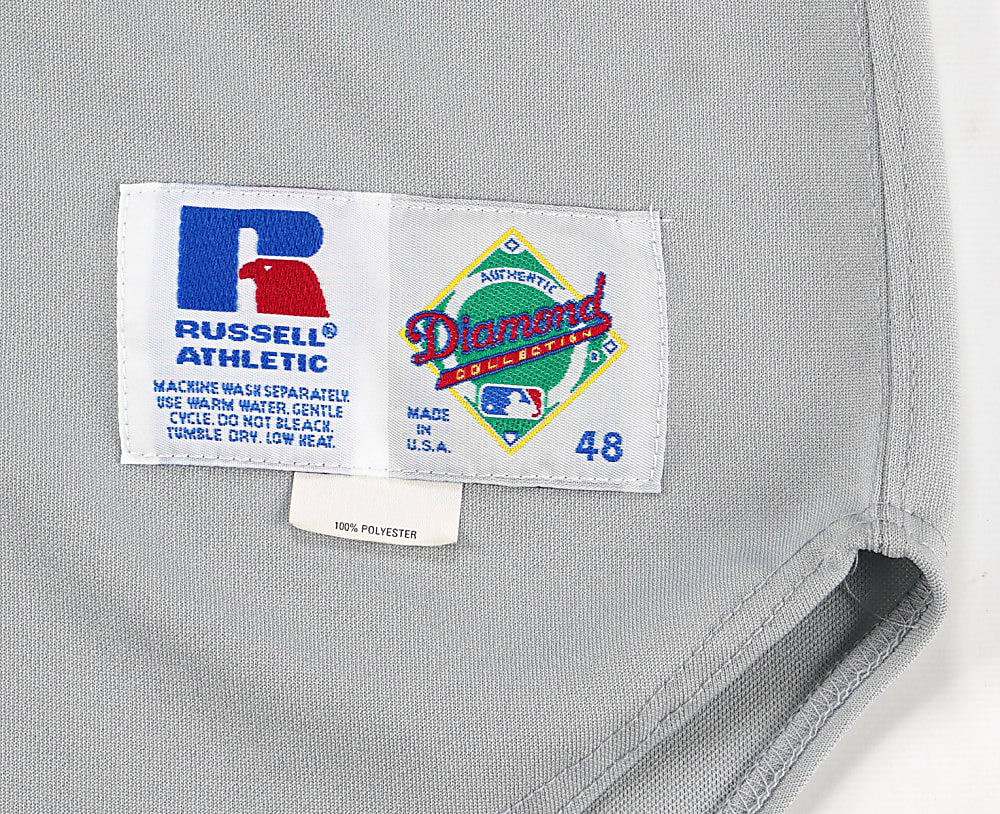 RUSSELL®
ATHLETIC
MACHINE WASH SEPARATELY.
USE WARM WATER. GENTLE
CYCLE. DO NOT BLEACH.
TUMBLE DRY. LOW HEAT.
AUTHENTIC
Diamond
COLLECTION ®
MADE
IN
U.S.A.
48
100% POLYESTER